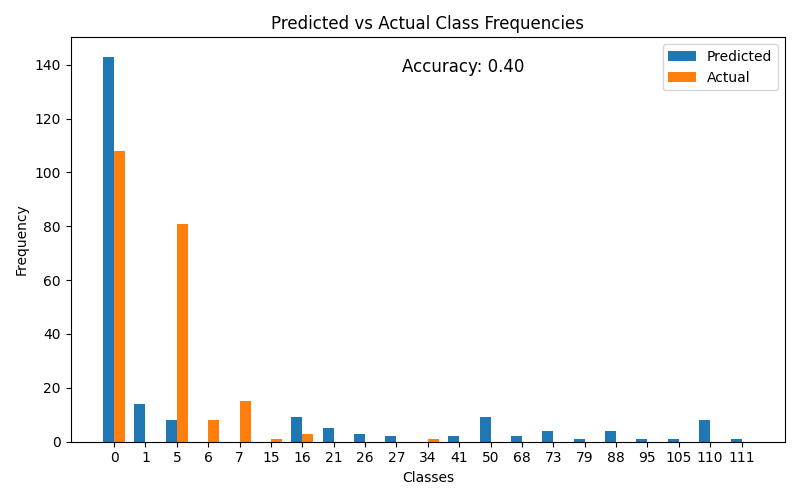 Predicted vs Actual Class Frequencies
Accuracy: 0.40
Predicted
Actual
Frequency
140
120
100
80
60
40
20
0
0 1 5 6 7 15 16 21 26 27 34 41 50 68 73 79 88 95 105 110 111
Classes